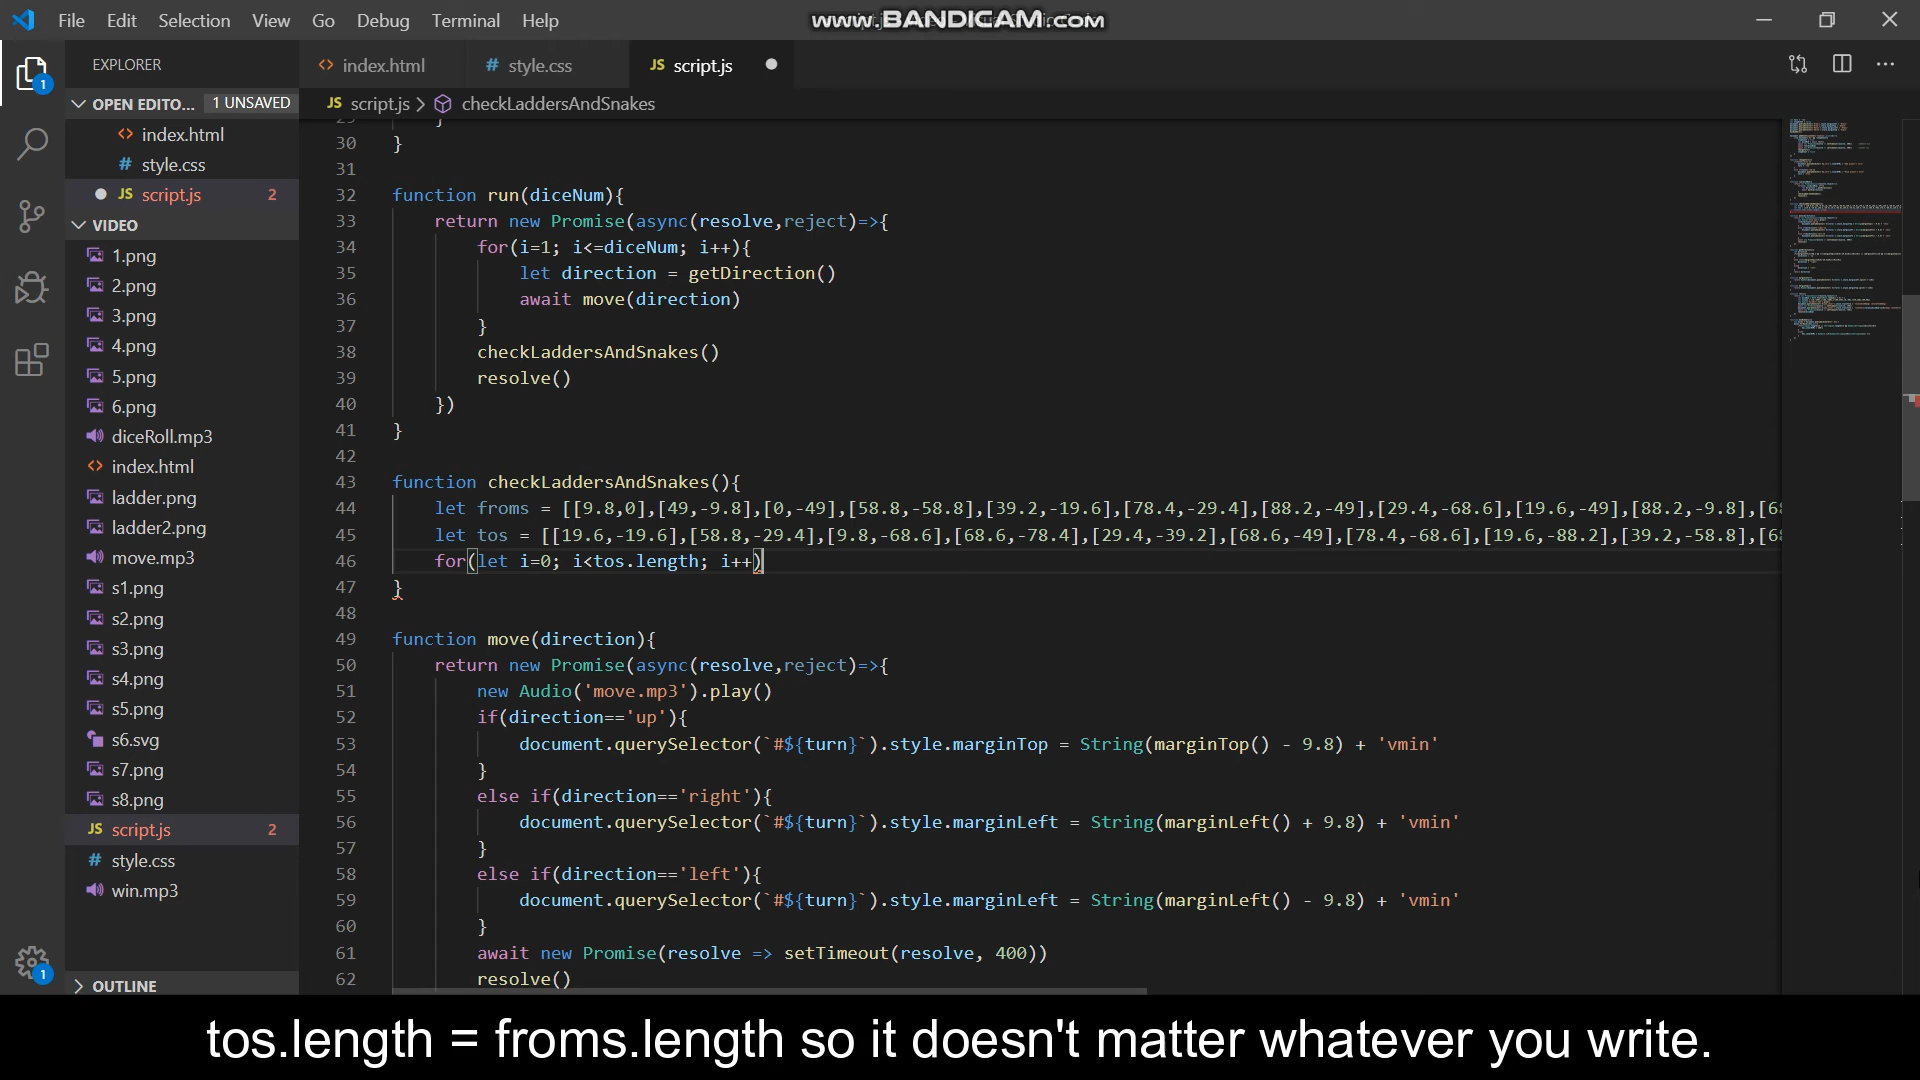 File Edit Selection View Go Debug Terminal Help
www.BANDICAM.com
EXPLORER
index.html
style.css
JS script.js
OPEN EDITO... 1 UNSAVED
JS script.js > checkLaddersAndSnakes
index.html
style.css
JS script.js 2
VIDEO
1.png
2.png
3.png
4.png
5.png
6.png
diceRoll.mp3
index.html
ladder.png
ladder2.png
move.mp3
s1.png
s2.png
s3.png
s4.png
s5.png
s6.svg
s7.png
s8.png
JS script.js 2
style.css
win.mp3
OUTLINE
1
1
29 }
30 }
31
32 function run(diceNum){
33 return new Promise(async(resolve,reject)=>{
34 for(i=1; i<=diceNum; i++){
35 let direction = getDirection()
36 await move(direction)
37 }
38 checkLaddersAndSnakes()
39 resolve()
40 })
41 }
42
43 function checkLaddersAndSnakes(){
44 let froms = [[9.8,0],[49,-9.8],[0,-49],[58.8,-58.8],[39.2,-19.6],[78.4,-29.4],[88.2,-49],[29.4,-68.6],[19.6,-49],[88.2,-9.8],[6
45 let tos = [[19.6,-19.6],[58.8,-29.4],[9.8,-68.6],[68.6,-78.4],[29.4,-39.2],[68.6,-49],[78.4,-68.6],[19.6,-88.2],[39.2,-58.8],[6
46 for(let i=0; i<tos.length; i++)
47 }
48
49 function move(direction){
50 return new Promise(async(resolve,reject)=>{
51 new Audio('move.mp3').play()
52 if(direction=='up'){
53 document.querySelector(`#${turn}`).style.marginTop = String(marginTop() - 9.8) + 'vmin'
54 }
55 else if(direction=='right'){
56 document.querySelector(`#${turn}`).style.marginLeft = String(marginLeft() + 9.8) + 'vmin'
57 }
58 else if(direction=='left'){
59 document.querySelector(`#${turn}`).style.marginLeft = String(marginLeft() - 9.8) + 'vmin'
60 }
61 await new Promise(resolve => setTimeout(resolve, 400))
62 resolve()
tos.length = froms.length so it doesn't matter whatever you write.